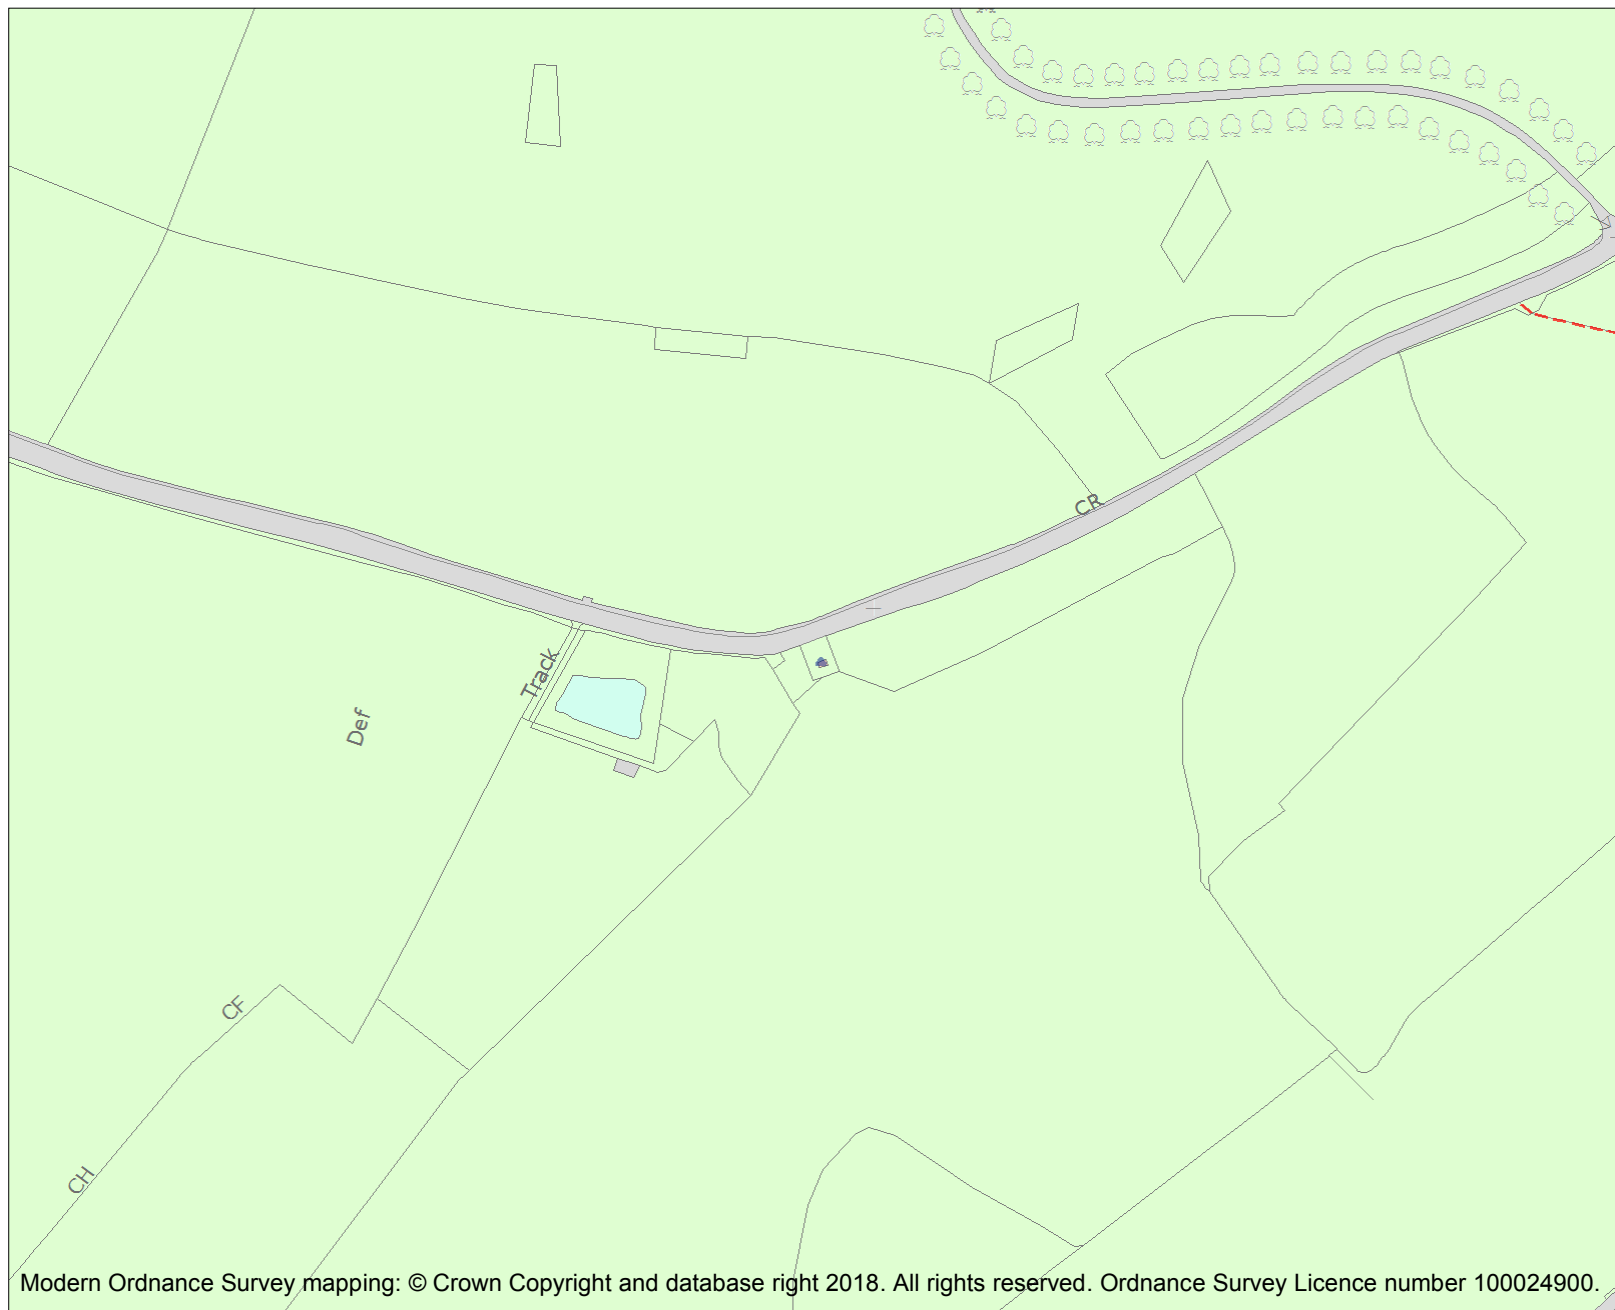 CR
Track
Def
CF
CH
Modern Ordnance Survey mapping: © Crown Copyright and database right 2018. All rights reserved. Ordnance Survey Licence number 100024900.